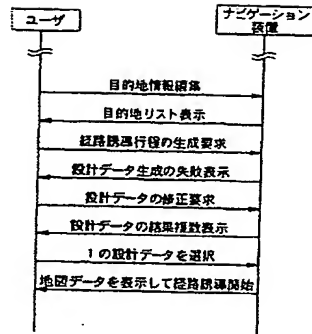 ユーザ
ナビゲーション
装置
目的地情報編集
目的地リスト表示
経路誘導行程の生成要求
設計データ生成の失敗表示
設計データの修正要求
設計データの結果複数表示
1の設計データを選択
地図データを表示して経路誘導開始